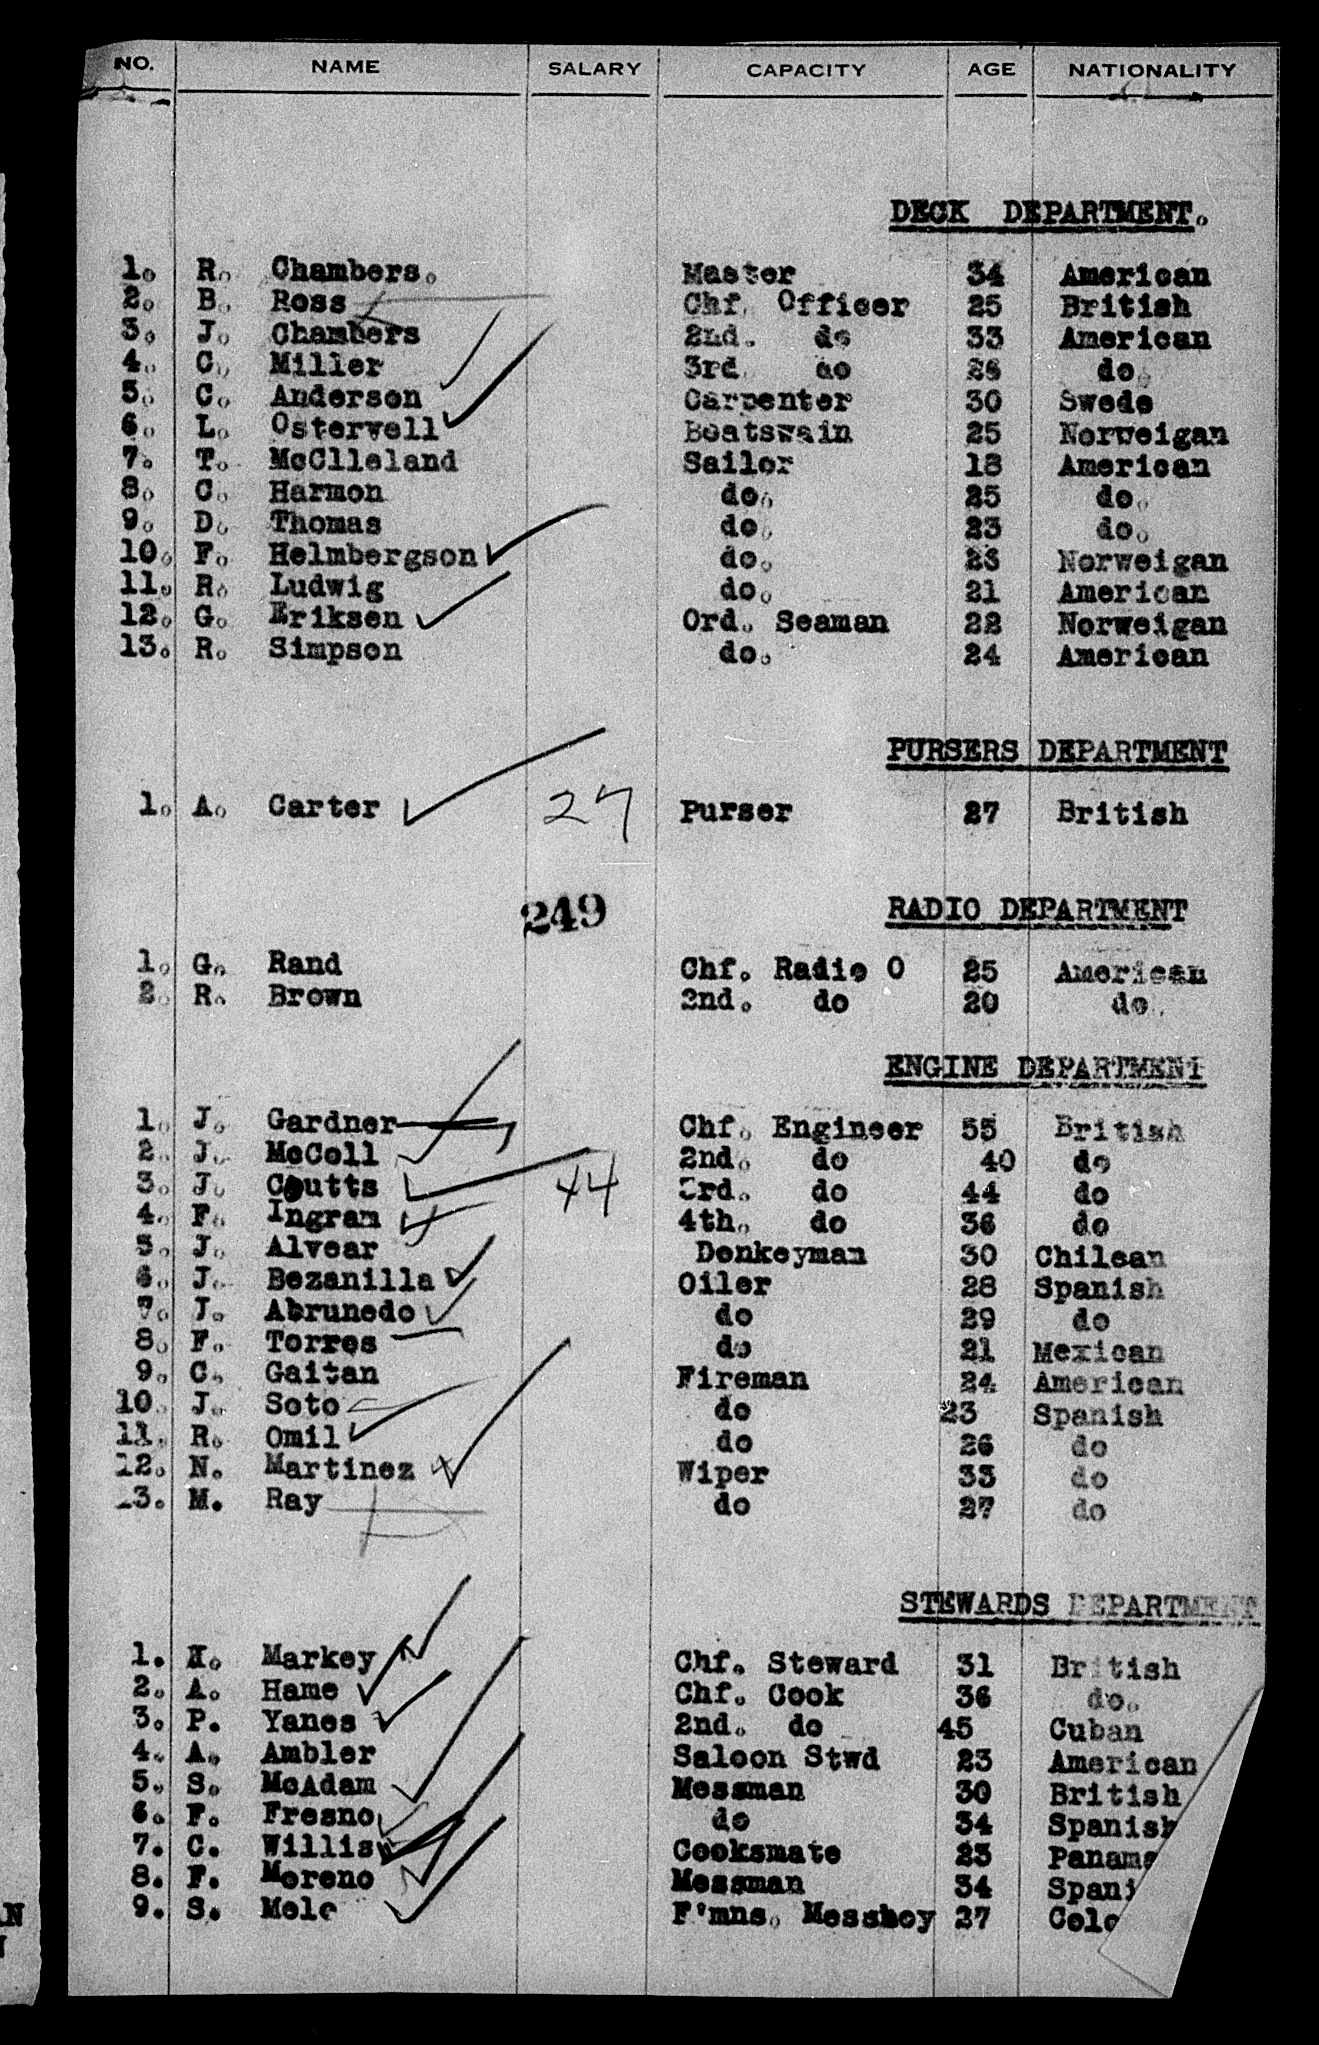 NO. NAME SALARY CAPACITY AGE NATIONALITY
DECK DEPARTMENT.
1. R. Chambers. Master 34 American
2. B. Ross Chf. Officer 25 British
3. J. Chambers 2nd. do 33 American
4. C. Miller 3rd. do 26 do.
5. C. Anderson Carpenter 30 Swede
6. L. Osterwell Boatswain 25 Norweigan
7. T. McClleland Sailor 18 American
8. C. Harmon do. 25 do.
9. D. Thomas do. 23 do.
10. F. Helmbergson do. 23 Norweigan
11. R. Ludwig do. 21 American
12. G. Eriksen Ord. Seaman 22 Norweigan
13. R. Simpson do. 24 American
PURSERS DEPARTMENT
1. A. Carter 27 Purser 27 British
249
RADIO DEPARTMENT
1. G. Rand Chf. Radio O 25 American
2. R. Brown 2nd. do 20 do.
ENGINE DEPARTMENT
1. J. Gardner Chf. Engineer 55 British
2. J. McColl 2nd. do 40 do
3. J. Coutts 44 3rd. do 44 do
4. F. Ingram 4th. do 36 do
5. J. Alvear Donkeyman 30 Chilean
6. J. Bezanilla Oiler 28 Spanish
7. J. Abrunedo do 29 do
8. F. Torres do 21 Mexican
9. C. Gaitan Fireman 24 American
10. J. Soto do 23 Spanish
11. R. Omil do 26 do
12. N. Martinez Wiper 33 do
13. M. Ray do 27 do
STEWARDS DEPARTMENT
1. Markey Chf. Steward 31 British
2. A. Hame Chf. Cook 36 do.
3. P. Yanes 2nd. do 45 Cuban
4. A. Ambler Saloon Stwd 23 American
5. S. McAdam Messman 30 British
6. F. Fresno do 34 Spanish
7. C. Willis Cooksmate 23 Panama
8. F. Moreno Messman 34 Spani
9. S. Mele F'mns. Messboy 27 Colo